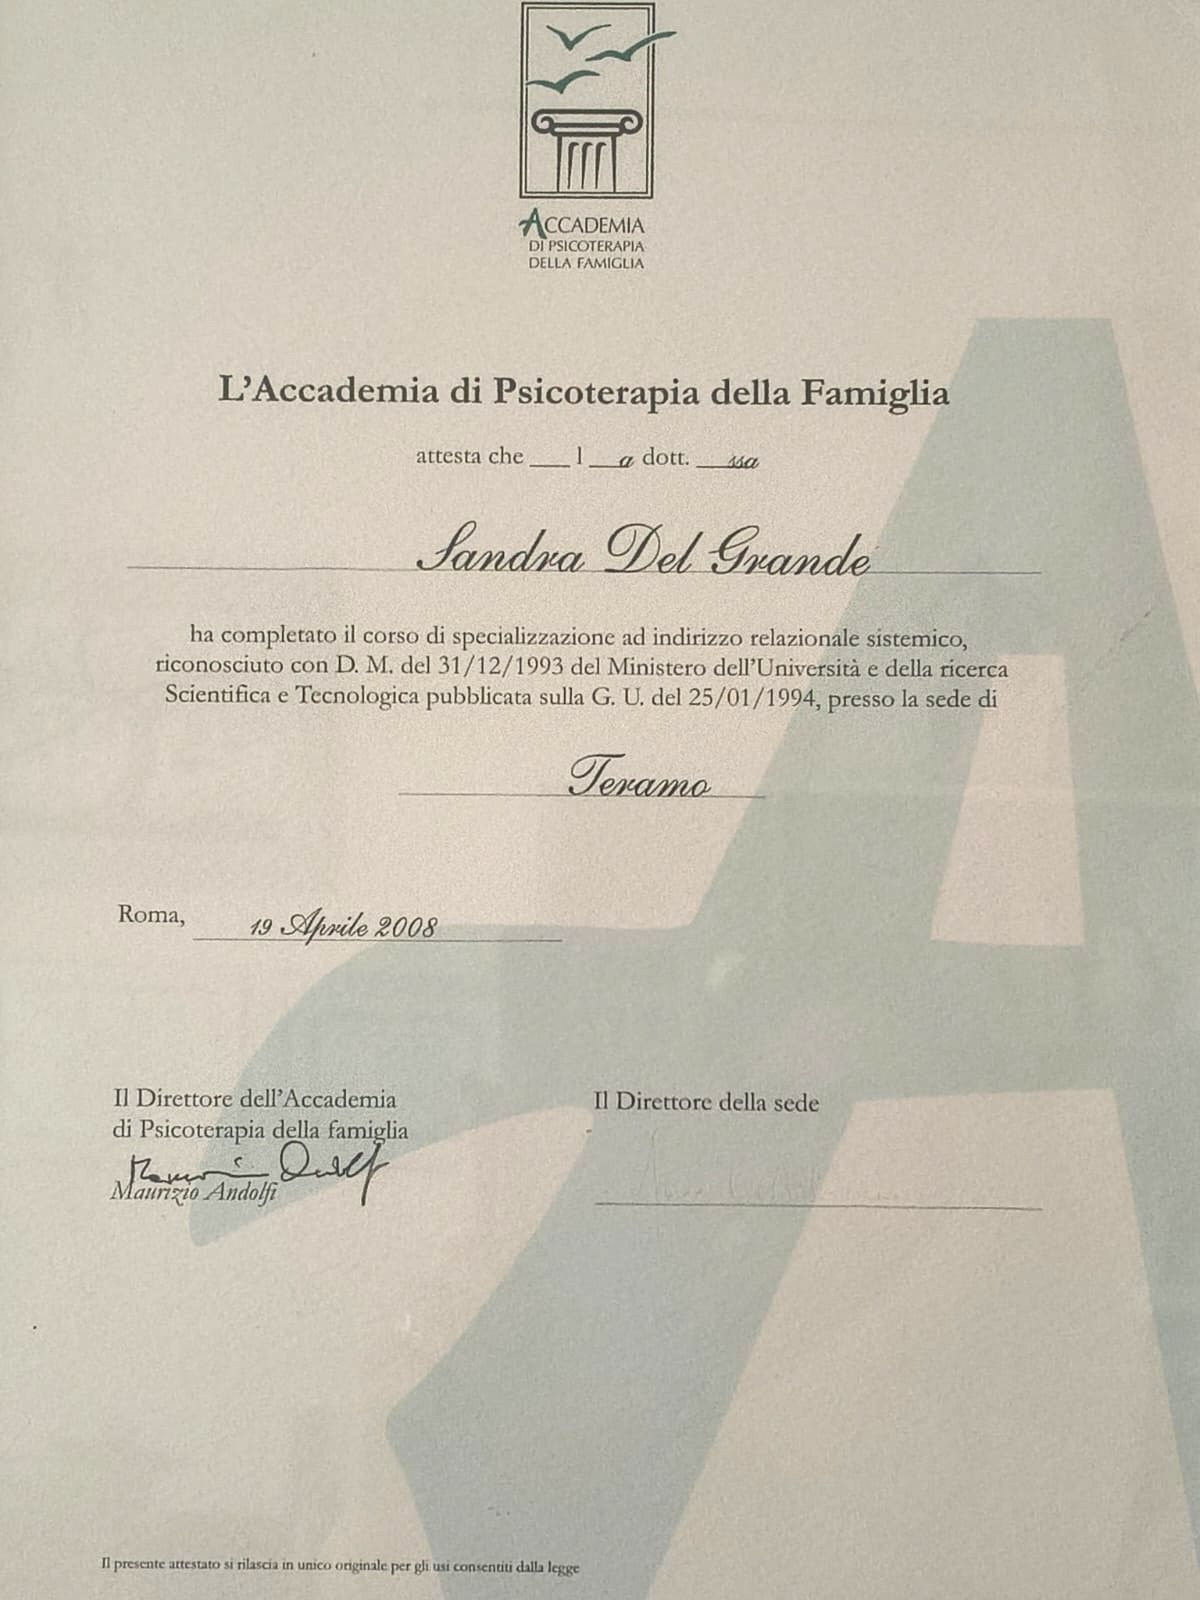 ACCADEMIA
DI PSICOTERAPIA
DELLA FAMIGLIA
L'Accademia di Psicoterapia della Famiglia
attesta che ___ l __a dott. __ssa
Sandra Del Grande
ha completato il corso di specializzazione ad indirizzo relazionale sistemico,
riconosciuto con D. M. del 31/12/1993 del Ministero dell'Università e della ricerca
Scientifica e Tecnologica pubblicata sulla G. U. del 25/01/1994, presso la sede di
Teramo
Roma, 19 Aprile 2008
Il Direttore dell'Accademia
di Psicoterapia della famiglia
Maurizio Andolfi
Il Direttore della sede
Il presente attestato si rilascia in unico originale per gli usi consentiti dalla legge